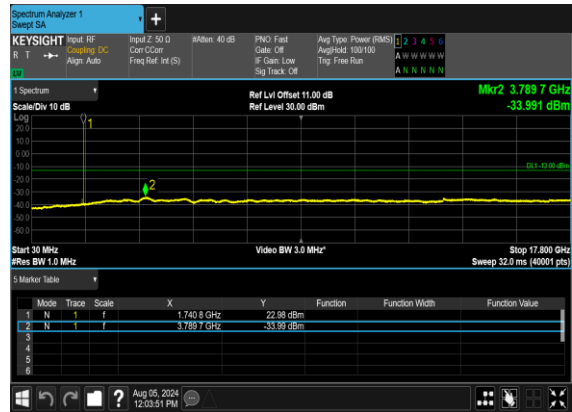 Spectrum Analyzer 1
Swept SA
+
KEYSIGHT Input: RF Input Z: 50 Ω #Atten: 40 dB PNO: Fast Avg Type: Power (RMS) 1 2 3 4 5 6
R T Coupling: DC Corr CCorr Gate: Off Avg|Hold: 100/100 A W W W W W
Align: Auto Freq Ref: Int (S) IF Gain: Low Trig: Free Run
LW Sig Track: Off A N N N N N
1 Spectrum Ref Lvl Offset 11.00 dB Mkr2 3.789 7 GHz
Scale/Div 10 dB Ref Level 30.00 dBm -33.991 dBm
Log
1
20.0
10.0
0.00
-10.0 DL1 -13.00 dBm
-20.0
2
-30.0
-40.0
-50.0
-60.0
Start 30 MHz Video BW 3.0 MHz* Stop 17.800 GHz
#Res BW 1.0 MHz Sweep 32.0 ms (40001 pts)
5 Marker Table
Mode Trace Scale X Y Function Function Width Function Value
1 N 1 f 1.740 8 GHz 22.98 dBm
2 N 1 f 3.789 7 GHz -33.99 dBm
3
4
5
6
? Aug 05, 2024
12:03:51 PM